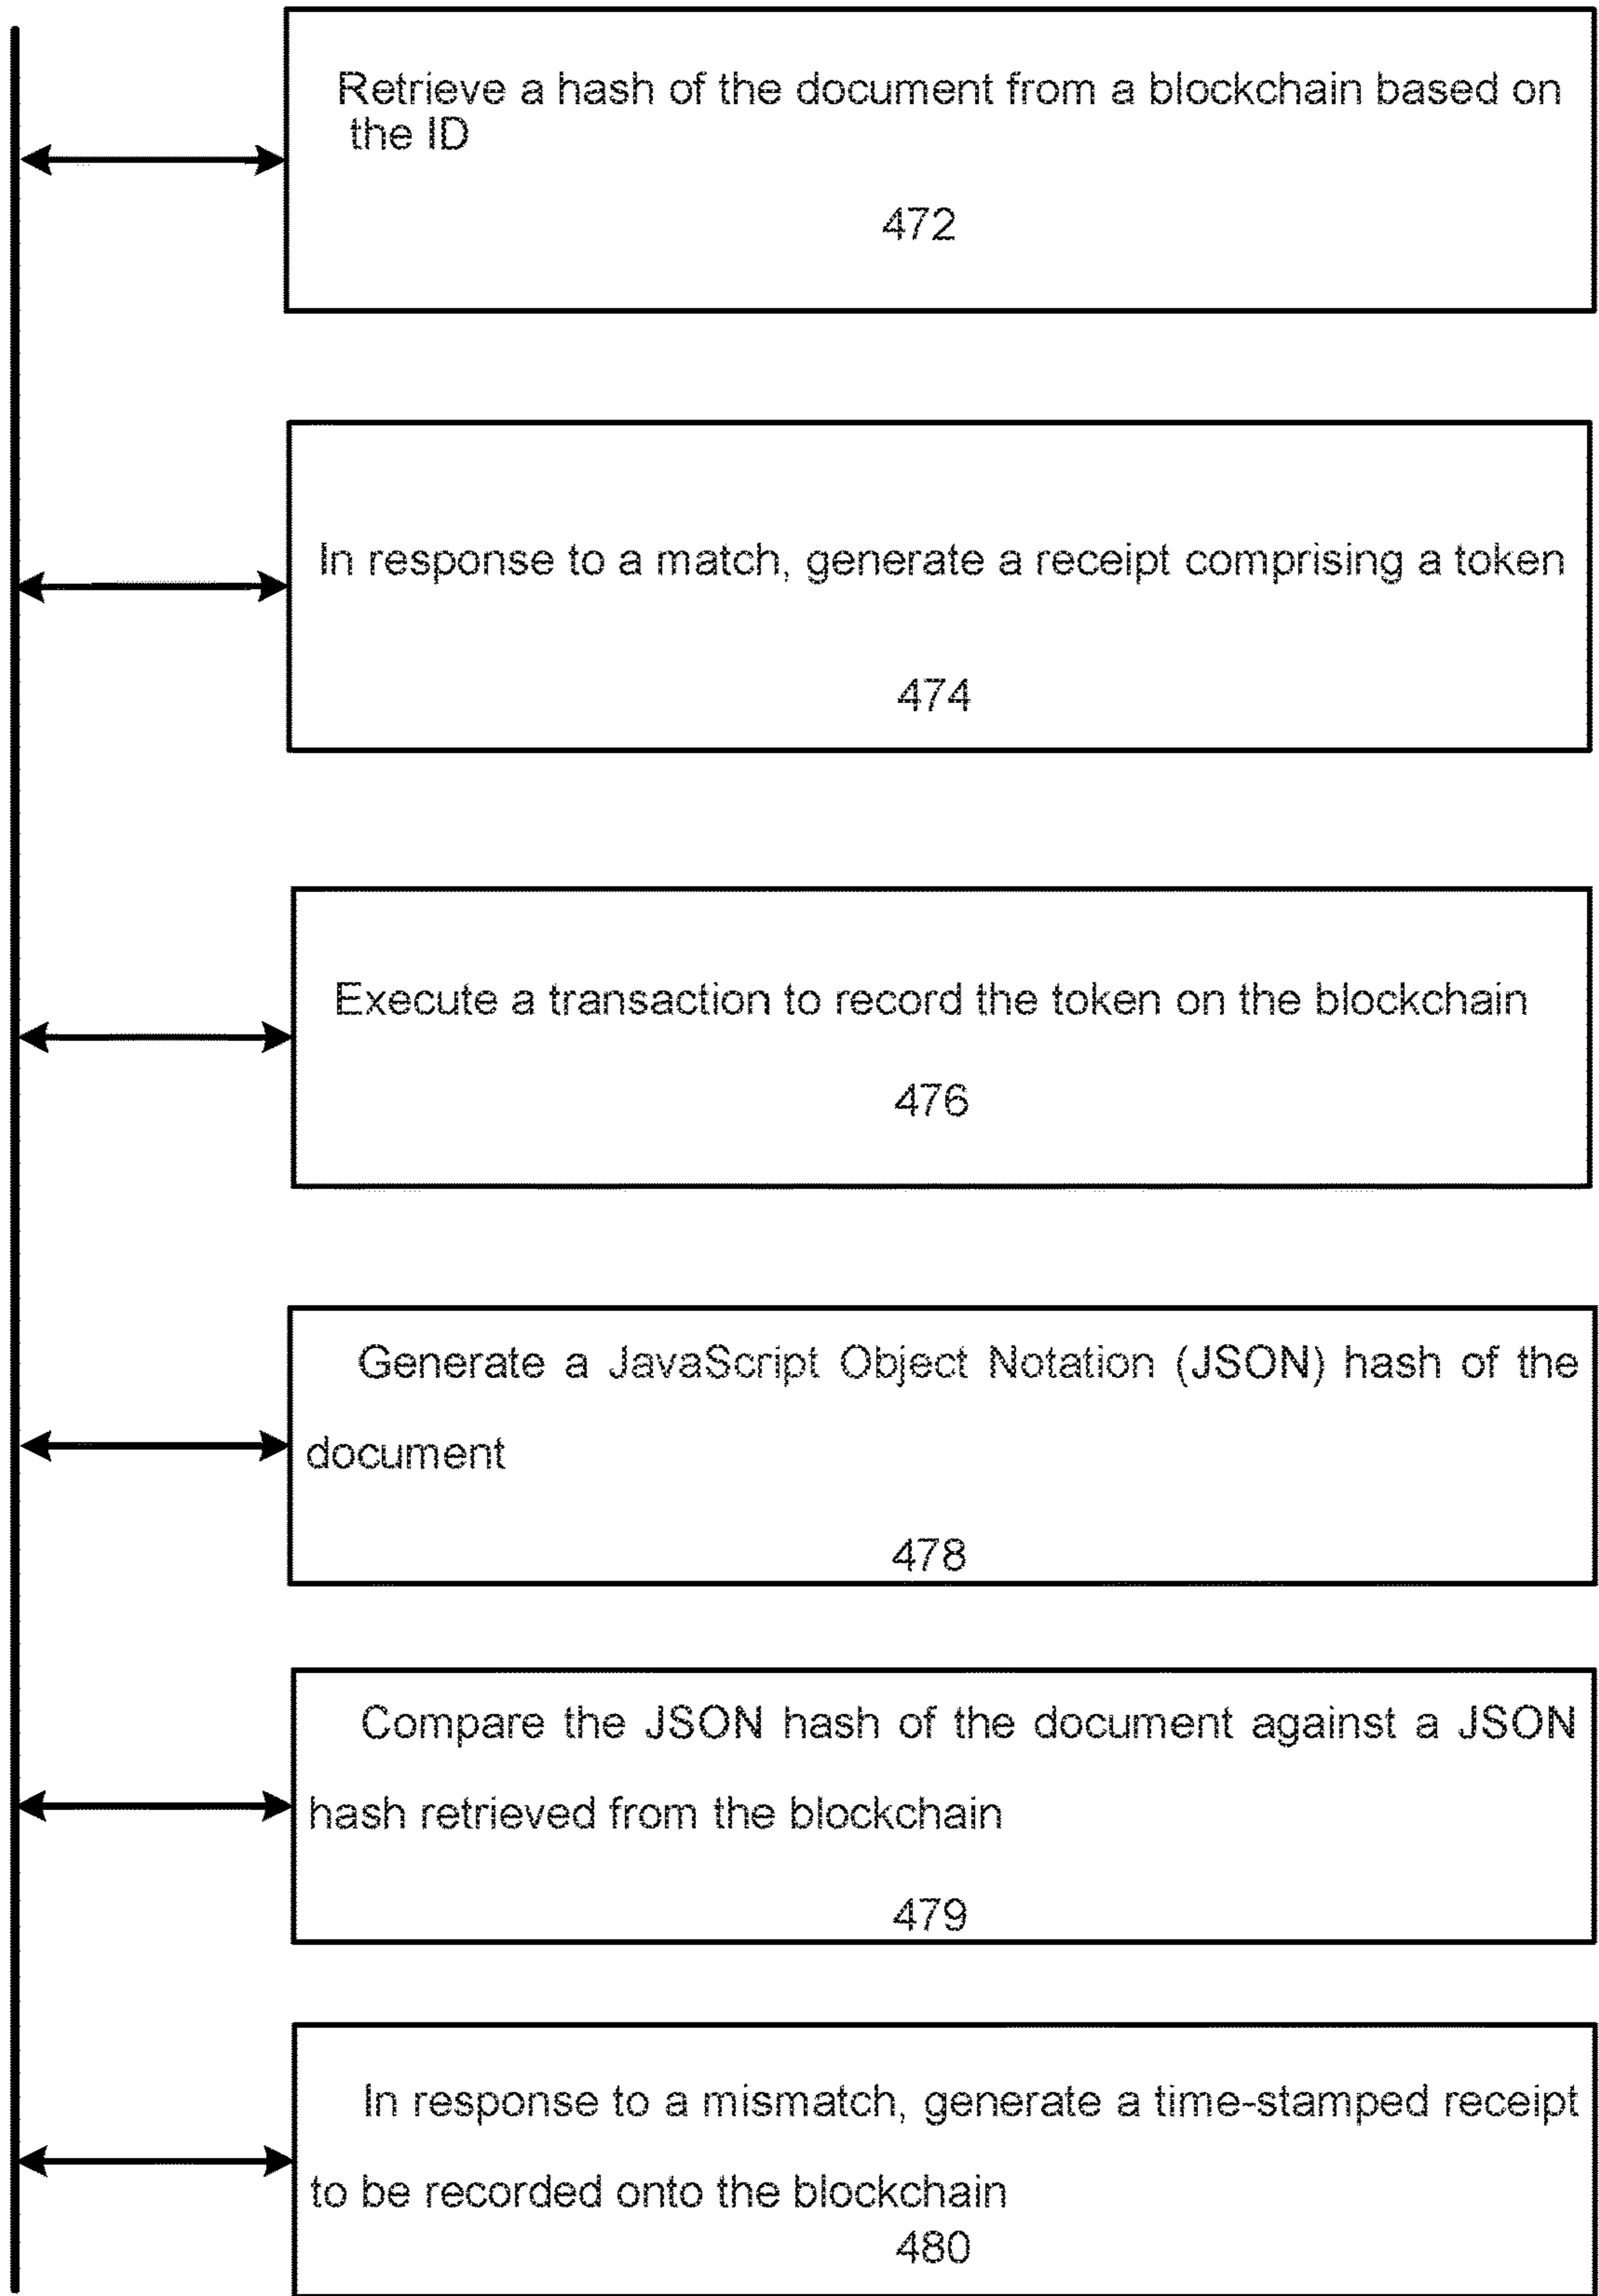 Retrieve a hash of the document from a blockchain based on
the ID
472
In response to a match, generate a receipt comprising a token
474
Execute a transaction to record the token on the blockchain
476
Generate a JavaScript Object Notation (JSON) hash of the
document
478
Compare the JSON hash of the document against a JSON
hash retrieved from the blockchain
479
In response to a mismatch, generate a time-stamped receipt
to be recorded onto the blockchain
480